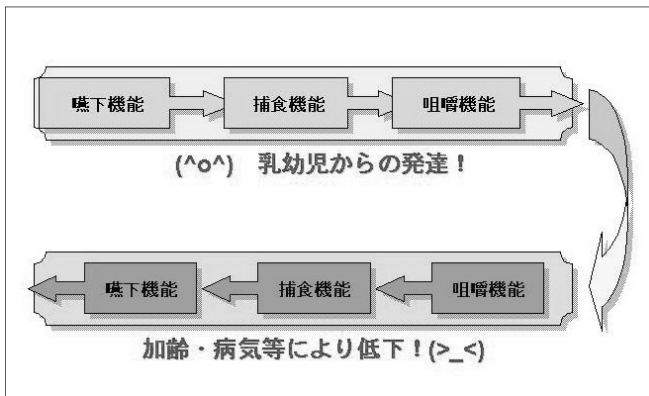 嚥下機能 捕食機能 咀嚼機能
(^o^) 乳幼児からの発達！
嚥下機能 捕食機能 咀嚼機能
加齢・病気等により低下！(>_<)